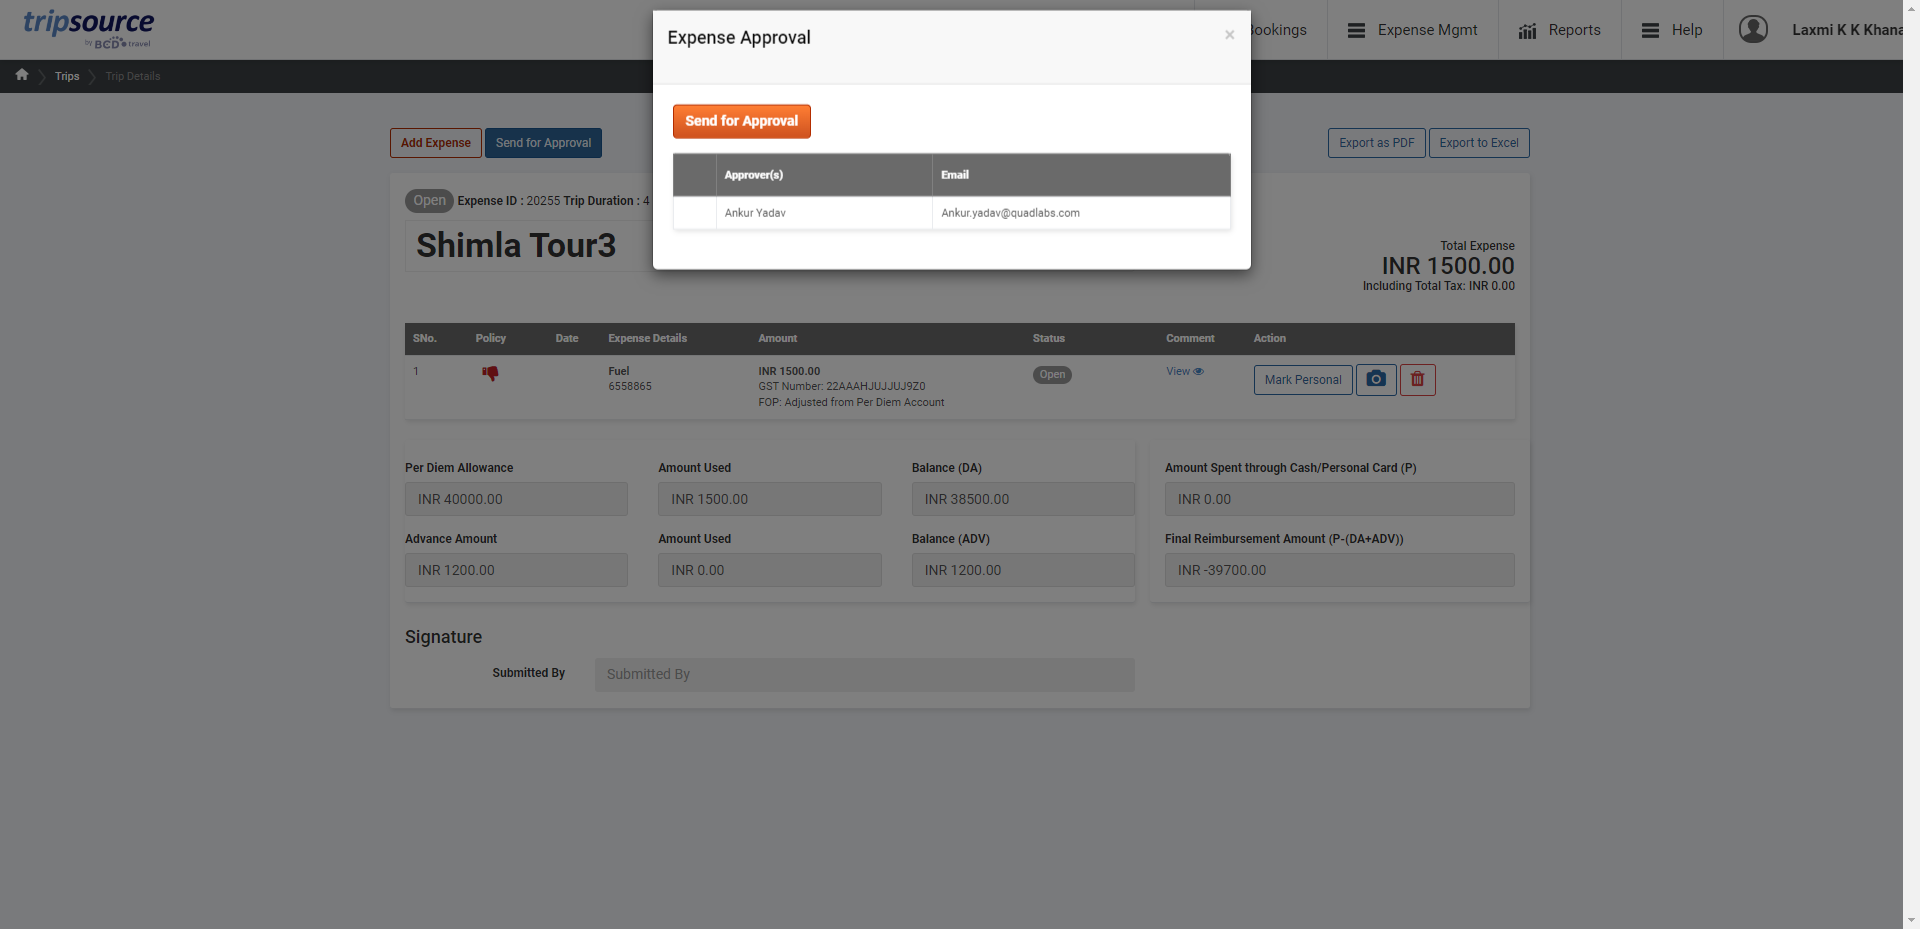 tripsource
by BCD travel
Bookings
Expense Mgmt
Reports
Help
Laxmi K K Khana
Trips
Trip Details
Expense Approval
×
Send for Approval
Approver(s) Email
Ankur Yadav Ankur.yadav@quadlabs.com
Add Expense
Send for Approval
Export as PDF
Export to Excel
Open Expense ID : 20255 Trip Duration : 4
Shimla Tour3
Total Expense
INR 1500.00
Including Total Tax: INR 0.00
SNo. Policy Date Expense Details Amount Status Comment Action
1 Fuel INR 1500.00 Open View Mark Personal
6558865 GST Number: 22AAAHJUJJUJ9Z0
FOP: Adjusted from Per Diem Account
Per Diem Allowance Amount Used Balance (DA) Amount Spent through Cash/Personal Card (P)
INR 40000.00 INR 1500.00 INR 38500.00 INR 0.00
Advance Amount Amount Used Balance (ADV) Final Reimbursement Amount (P-(DA+ADV))
INR 1200.00 INR 0.00 INR 1200.00 INR -39700.00
Signature
Submitted By Submitted By